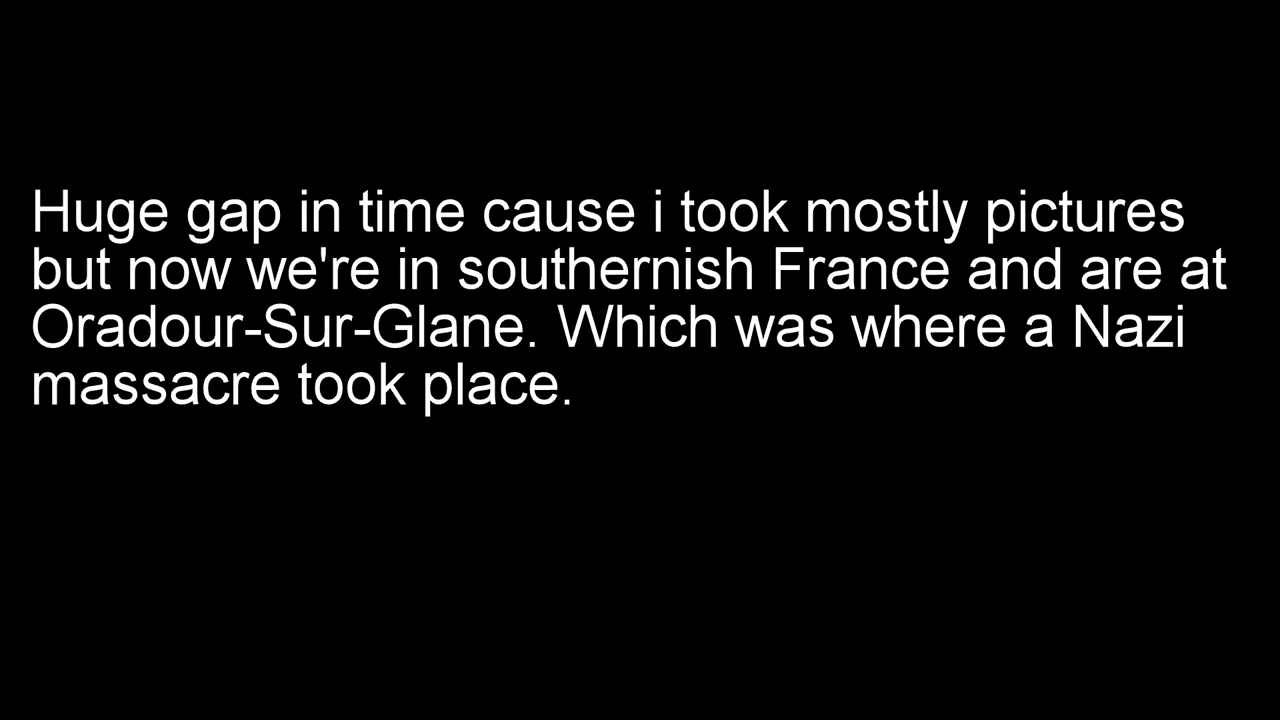 Huge gap in time cause i took mostly pictures
but now we're in southernish France and are at
Oradour-Sur-Glane. Which was where a Nazi
massacre took place.